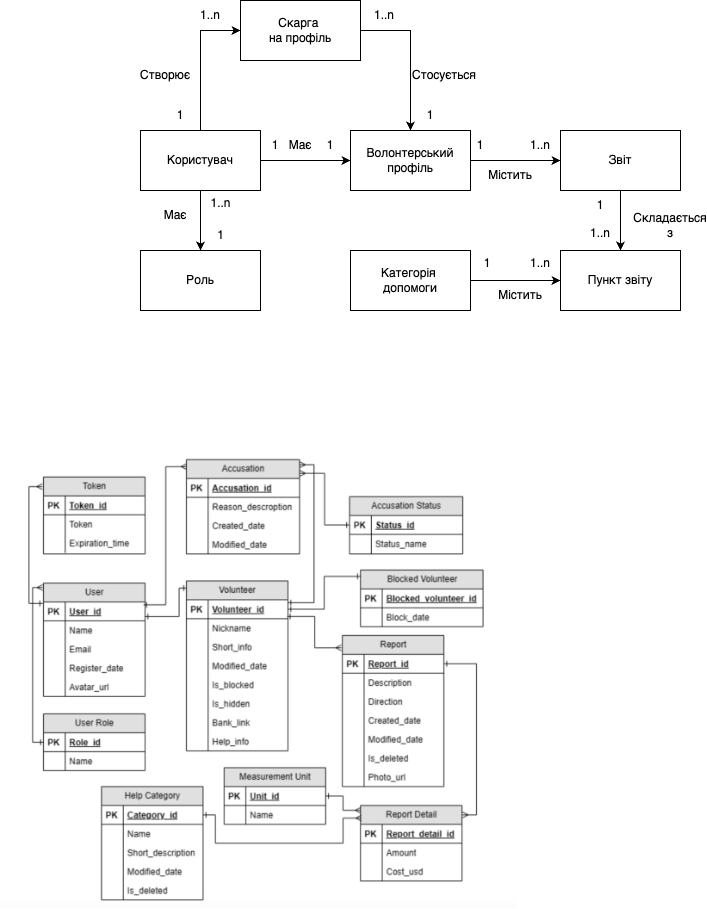 1..n
Скарга
на профіль
1..n
Створює
Стосується
1
1
Користувач
1
Має
1
Волонтерський
профіль
1
1..n
Містить
Звіт
1..n
Має
1
1
Складається
з
1..n
Роль
Категорія
допомоги
1
1..n
Містить
Пункт звіту
Accusation
PK
Accusation_id
Reason_descroption
Created_date
Modified_date
Token
PK
Token_id
Token
Expiration_time
Accusation Status
PK
Status_id
Status_name
User
PK
User_id
Name
Email
Register_date
Avatar_url
Volunteer
PK
Volunteer_id
Nickname
Short_info
Modified_date
Is_blocked
Is_hidden
Bank_link
Help_info
Blocked Volunteer
PK
Blocked_volunteer_id
Block_date
Report
PK
Report_id
Description
Direction
Created_date
Modified_date
Is_deleted
Photo_url
User Role
PK
Role_id
Name
Measurement Unit
PK
Unit_id
Name
Help Category
PK
Category_id
Name
Short_description
Modified_date
Is_deleted
Report Detail
PK
Report_detail_id
Amount
Cost_usd